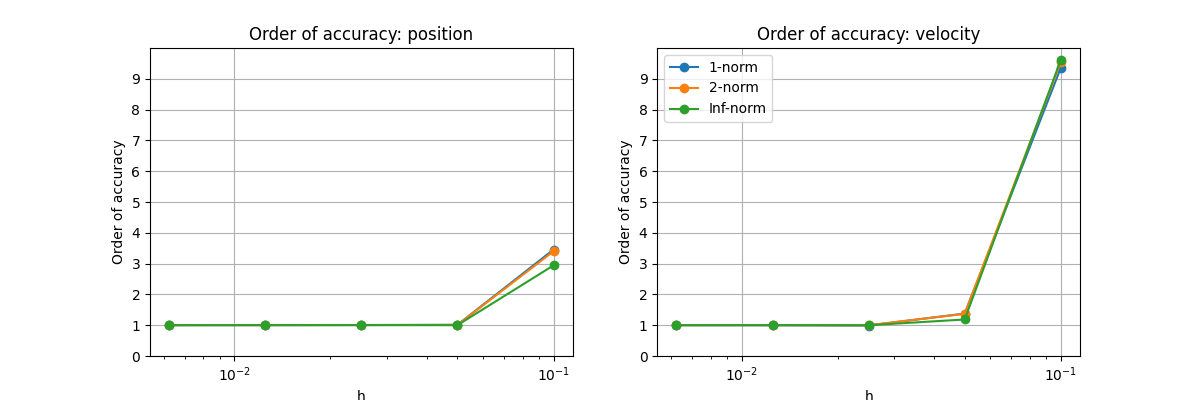 Order of accuracy: position
Order of accuracy
9
8
7
6
5
4
3
2
1
0
10⁻²
10⁻¹
h
Order of accuracy: velocity
1-norm
2-norm
Inf-norm
Order of accuracy
9
8
7
6
5
4
3
2
1
0
10⁻²
10⁻¹
h